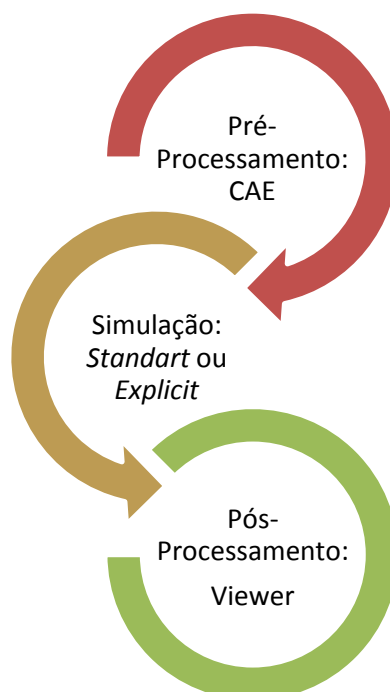 Pré-
Processamento:
CAE
Simulação:
Standart ou
Explicit
Pós-
Processamento:
Viewer